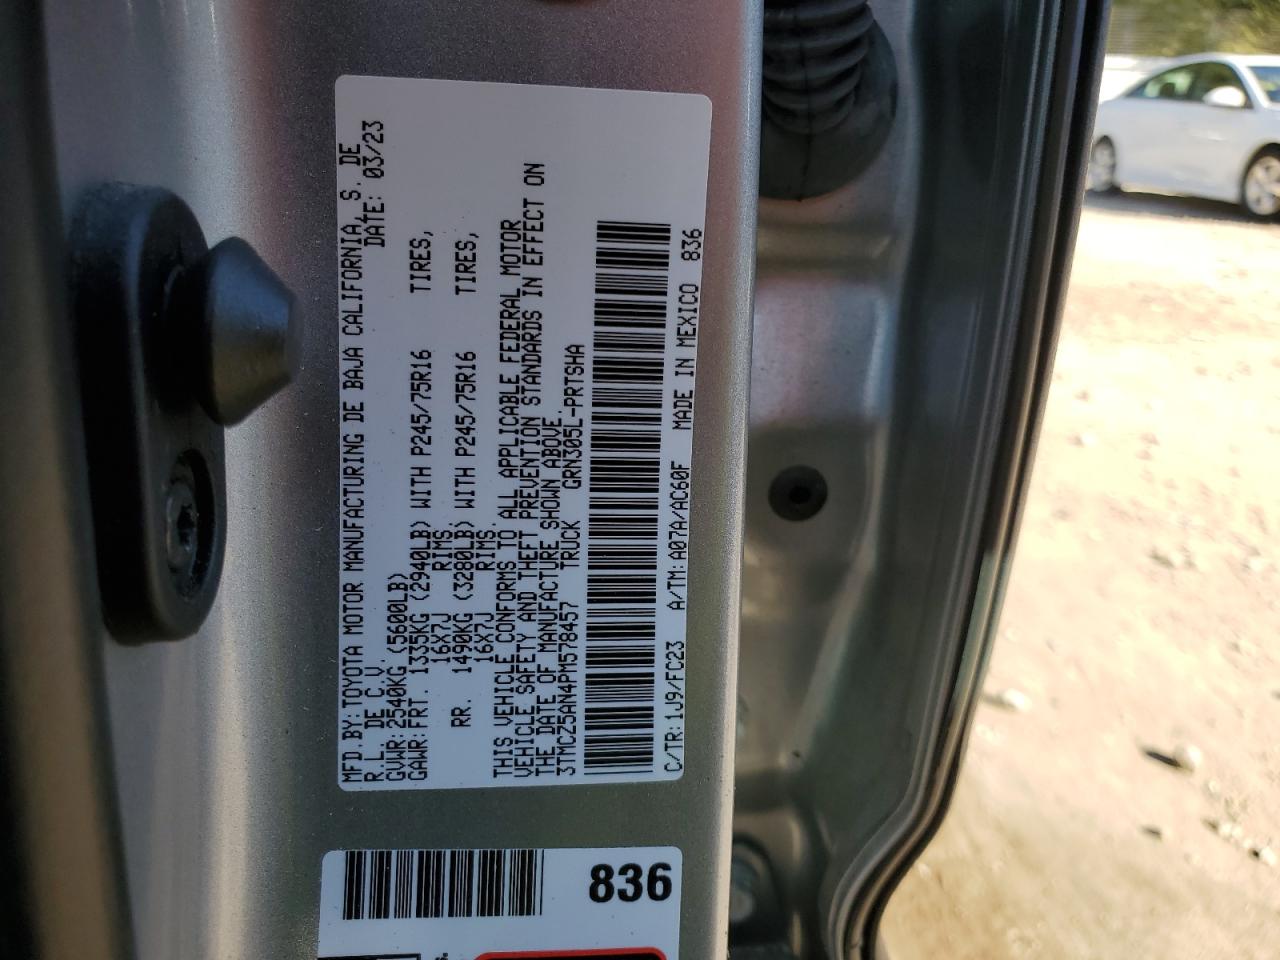 MFD.BY:TOYOTA MOTOR MANUFACTURING DE BAJA CALIFORNIA,S. DE
R.L. DE C.V. DATE: 03/23
GVWR:2540KG (5600LB)
GAWR:FRT. 1335KG (2940LB) WITH P245/75R16 TIRES,
16X7J RIMS.
RR. 1490KG (3280LB) WITH P245/75R16 TIRES,
16X7J RIMS.
THIS VEHICLE CONFORMS TO ALL APPLICABLE FEDERAL MOTOR
VEHICLE SAFETY AND THEFT PREVENTION STANDARDS IN EFFECT ON
THE DATE OF MANUFACTURE SHOWN ABOVE.
3TMCZ5AN4PM578457 TRUCK GRN305L-PRTSHA
C/TR:1J9/FC23 A/TM:A07A/AC60F MADE IN MEXICO 836
836